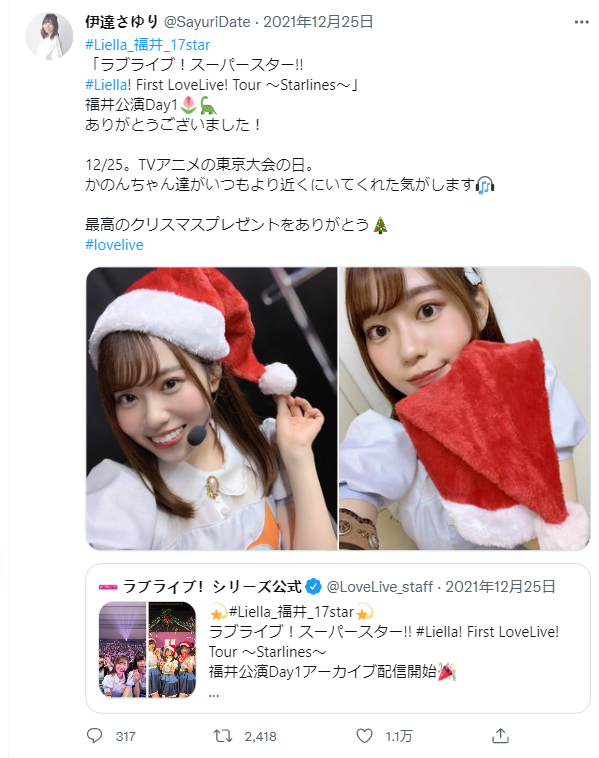 伊達さゆり @SayuriDate · 2021年12月25日
#Liella_福井_17star
「ラブライブ！スーパースター!!
#Liella! First LoveLive! Tour ～Starlines～」
福井公演Day1🌷🦕
ありがとうございました！
12/25。TVアニメの東京大会の日。
かのんちゃん達がいつもより近くにいてくれた気がします🎧
最高のクリスマスプレゼントをありがとう🎄
#lovelive
ラブライブ！シリーズ公式 @LoveLive_staff · 2021年12月25日
💫#Liella_福井_17star💫
ラブライブ！スーパースター!! #Liella! First LoveLive!
Tour ～Starlines～
福井公演Day1アーカイブ配信開始🎉
...
317 2,418 1.1만